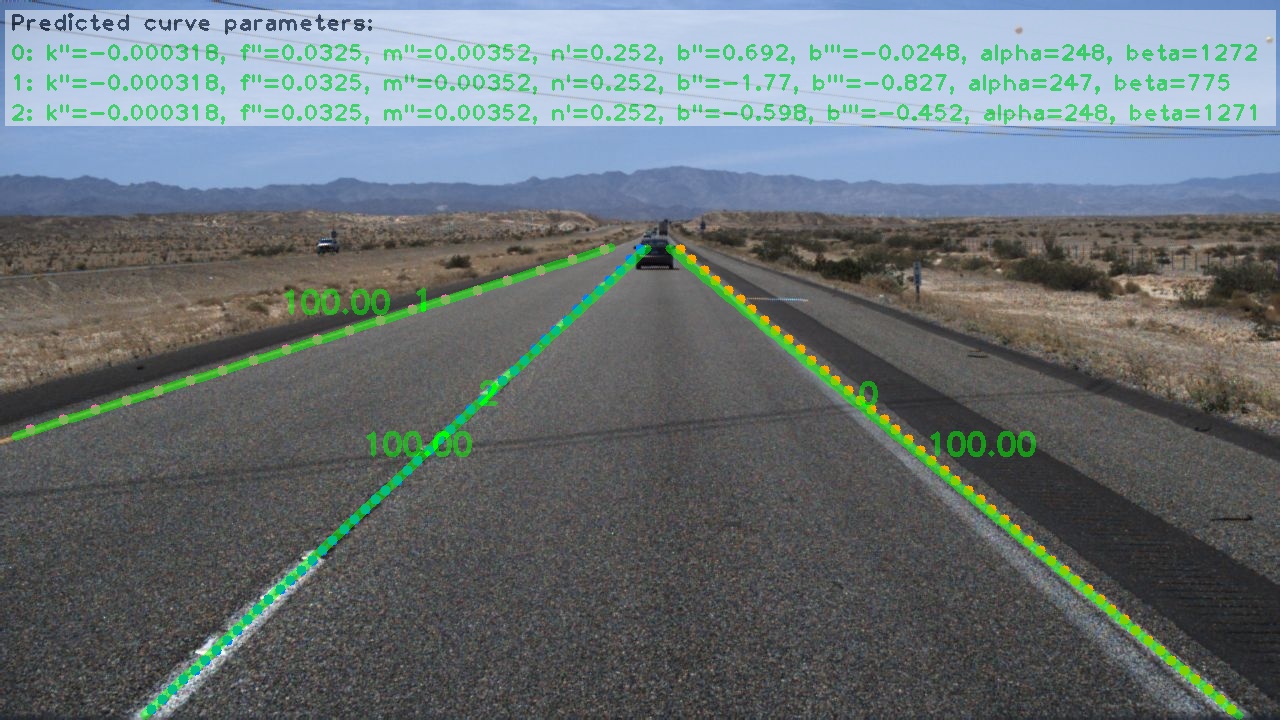 Predicted curve parameters:
0: k''=-0.000318, f''=0.0325, m''=0.00352, n'=0.252, b''=0.692, b'''=-0.0248, alpha=248, beta=1272
1: k''=-0.000318, f''=0.0325, m''=0.00352, n'=0.252, b''=-1.77, b'''=-0.827, alpha=247, beta=775
2: k''=-0.000318, f''=0.0325, m''=0.00352, n'=0.252, b''=-0.598, b'''=-0.452, alpha=248, beta=1271
100.00 1
2 0
100.00 100.00